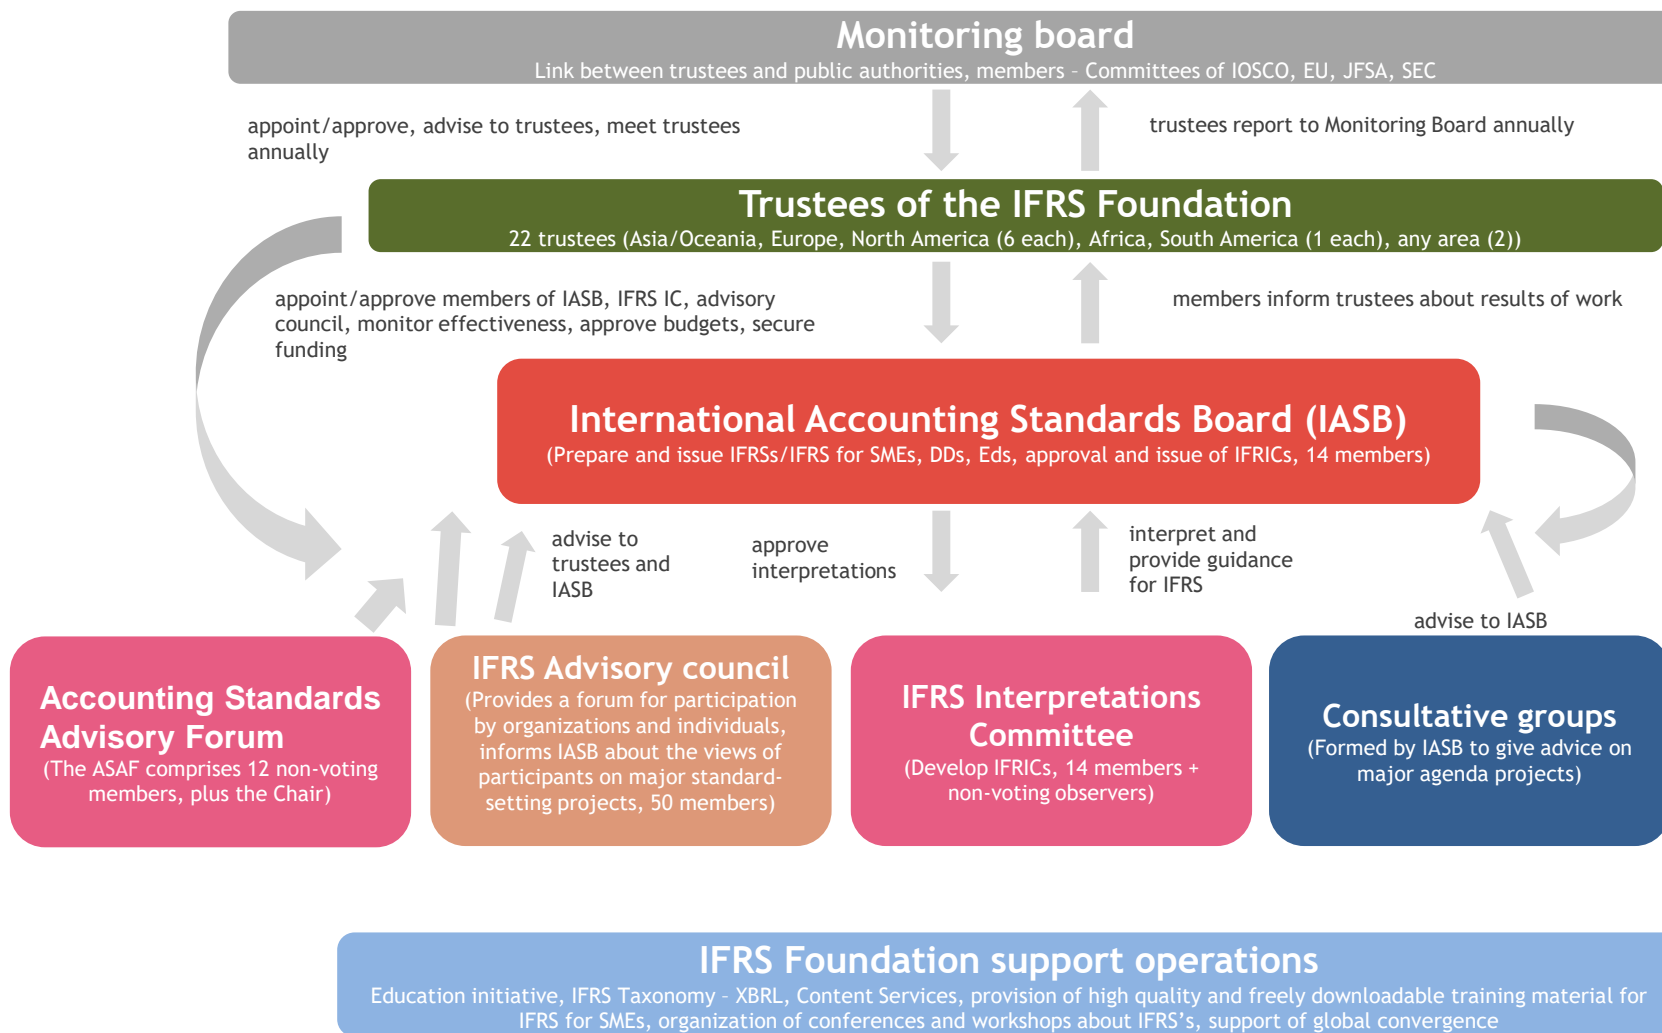 Monitoring board
Link between trustees and public authorities, members – Committees of IOSCO, EU, JFSA, SEC
appoint/approve, advise to trustees, meet trustees
annually
trustees report to Monitoring Board annually
Trustees of the IFRS Foundation
22 trustees (Asia/Oceania, Europe, North America (6 each), Africa, South America (1 each), any area (2))
appoint/approve members of IASB, IFRS IC, advisory
council, monitor effectiveness, approve budgets, secure
funding
members inform trustees about results of work
International Accounting Standards Board (IASB)
(Prepare and issue IFRSs/IFRS for SMEs, DDs, Eds, approval and issue of IFRICs, 14 members)
advise to
trustees and
IASB
approve
interpretations
interpret and
provide guidance
for IFRS
advise to IASB
Accounting Standards
Advisory Forum
(The ASAF comprises 12 non-voting
members, plus the Chair)
IFRS Advisory council
(Provides a forum for participation
by organizations and individuals,
informs IASB about the views of
participants on major standard-
setting projects, 50 members)
IFRS Interpretations
Committee
(Develop IFRICs, 14 members +
non-voting observers)
Consultative groups
(Formed by IASB to give advice on
major agenda projects)
IFRS Foundation support operations
Education initiative, IFRS Taxonomy – XBRL, Content Services, provision of high quality and freely downloadable training material for
IFRS for SMEs, organization of conferences and workshops about IFRS's, support of global convergence